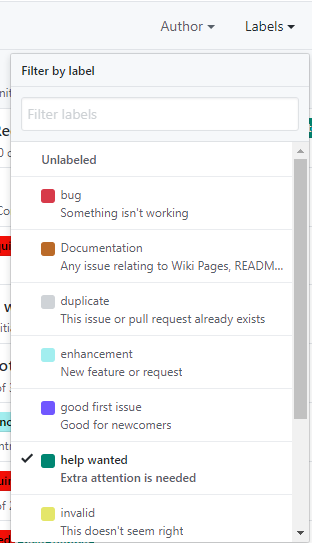 Author Labels
Filter by label
Filter labels
Unlabeled
bug
Something isn't working
Documentation
Any issue relating to Wiki Pages, READM...
duplicate
This issue or pull request already exists
enhancement
New feature or request
good first issue
Good for newcomers
help wanted
Extra attention is needed
invalid
This doesn't seem right